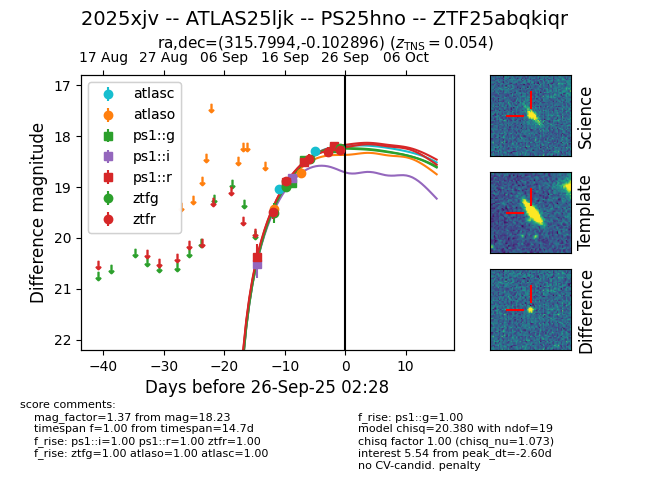 2025xjv -- ATLAS25ljk -- PS25hno -- ZTF25abqkiqr
ra,dec=(315.7994,-0.102896) (z_TNS = 0.054)
17 Aug 27 Aug 06 Sep 16 Sep 26 Sep 06 Oct
17
18
19
20
21
22
Difference magnitude
atlasc
atlaso
ps1::g
ps1::i
ps1::r
ztfg
ztfr
−40 −30 −20 −10 0 10
Days before 26-Sep-25 02:28
Science
Template
Difference
score comments:
mag_factor=1.37 from mag=18.23
timespan f=1.00 from timespan=14.7d
f_rise: ps1::i=1.00 ps1::r=1.00 ztfr=1.00
f_rise: ztfg=1.00 atlaso=1.00 atlasc=1.00
f_rise: ps1::g=1.00
model chisq=20.380 with ndof=19
chisq factor 1.00 (chisq_nu=1.073)
interest 5.54 from peak_dt=-2.60d
no CV-candid. penalty